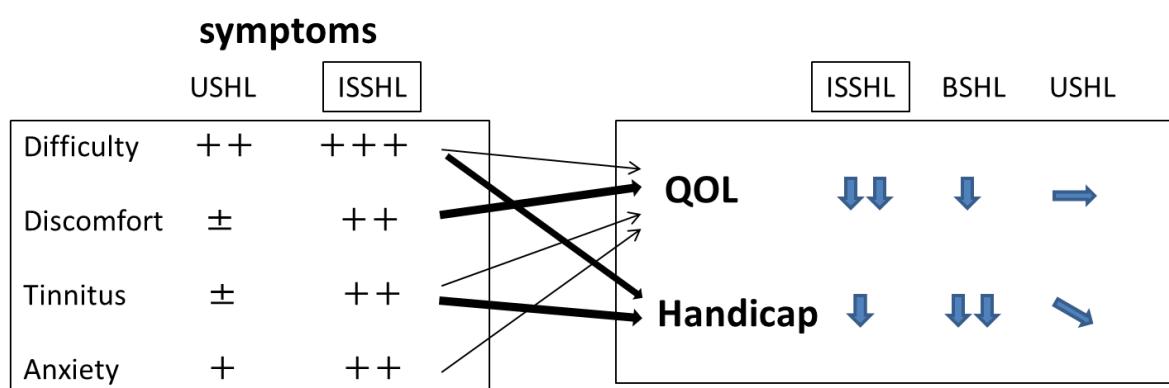 symptoms
USHL ISSHL ISSHL BSHL USHL
Difficulty ++ +++
QOL
Discomfort ± ++
Tinnitus ± ++
Handicap
Anxiety + ++